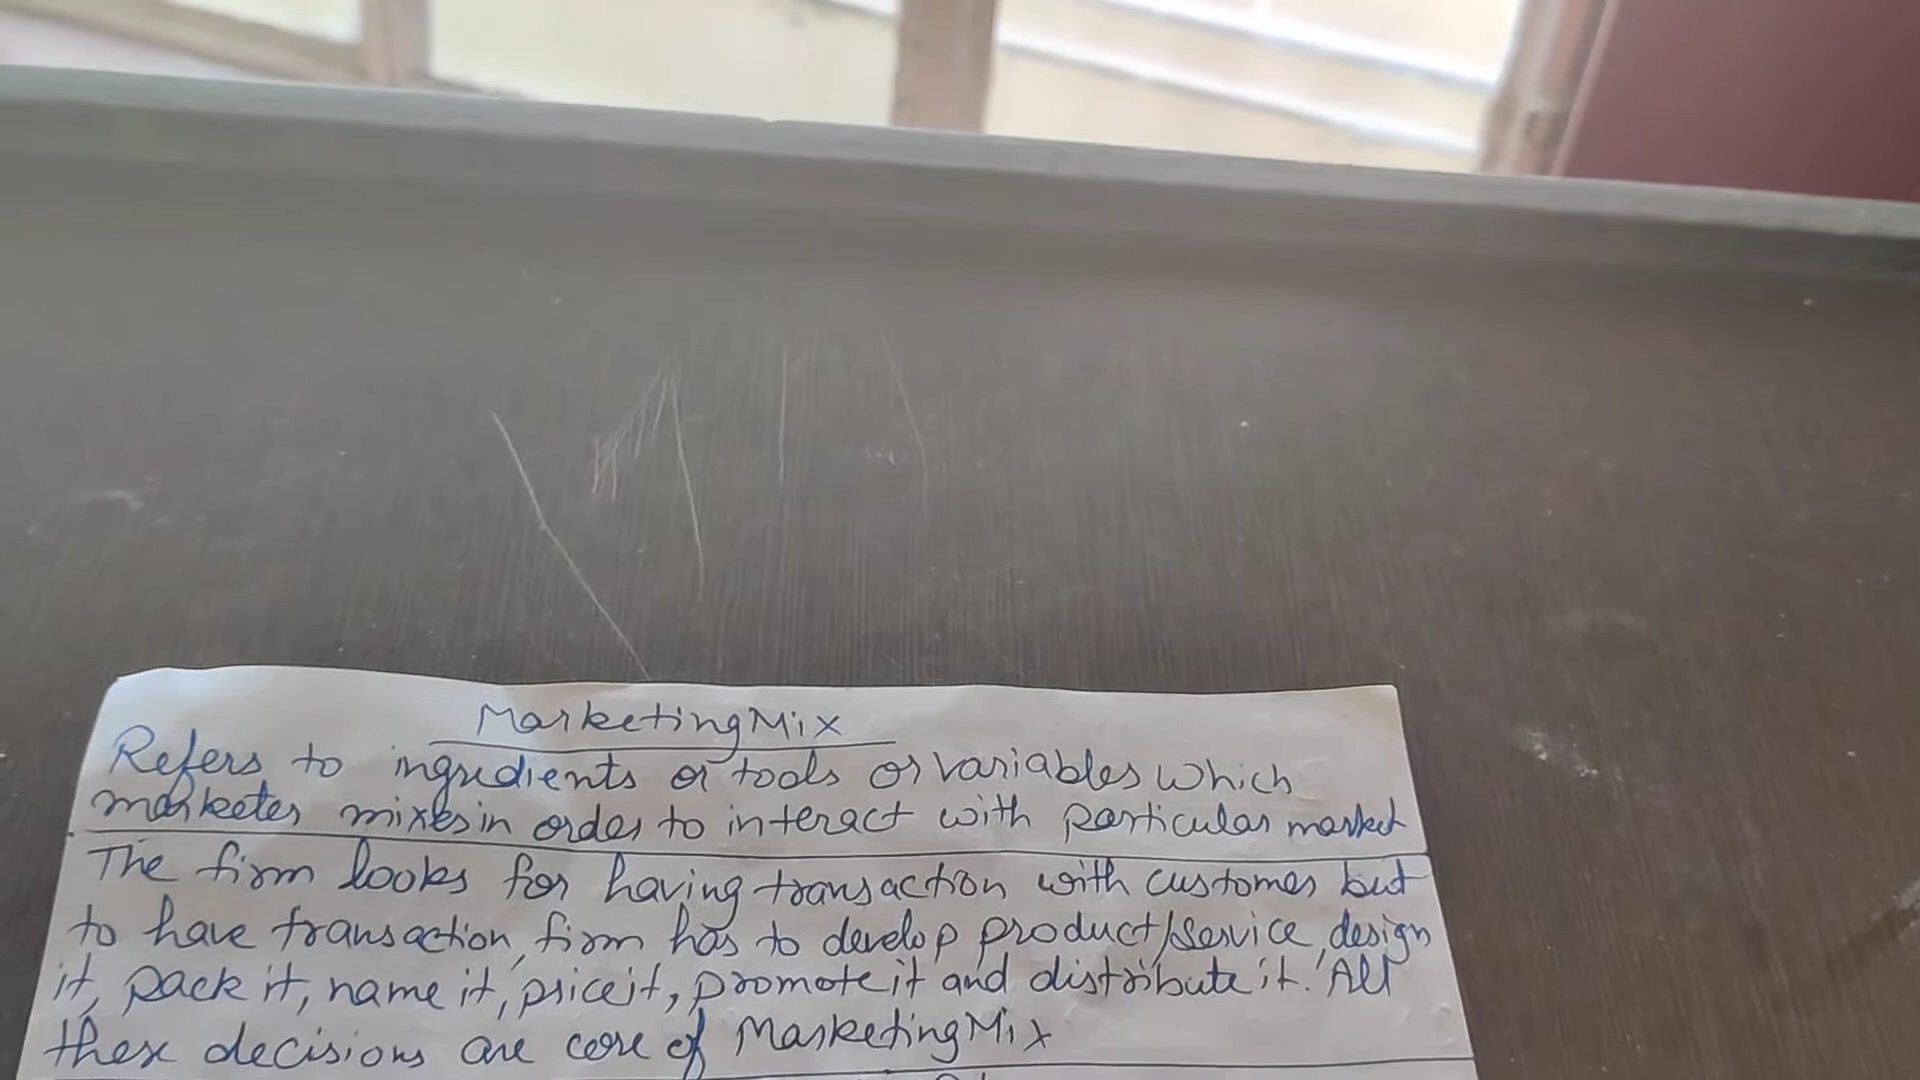 Marketing Mix
Refers to ingredients or tools or variables which
marketer mixes in order to interact with particular market
The firm looks for having transaction with customer but
to have transaction, firm has to develop product/service, design
it, pack it, name it, price it, promote it and distribute it. All
these decisions are core of Marketing Mix